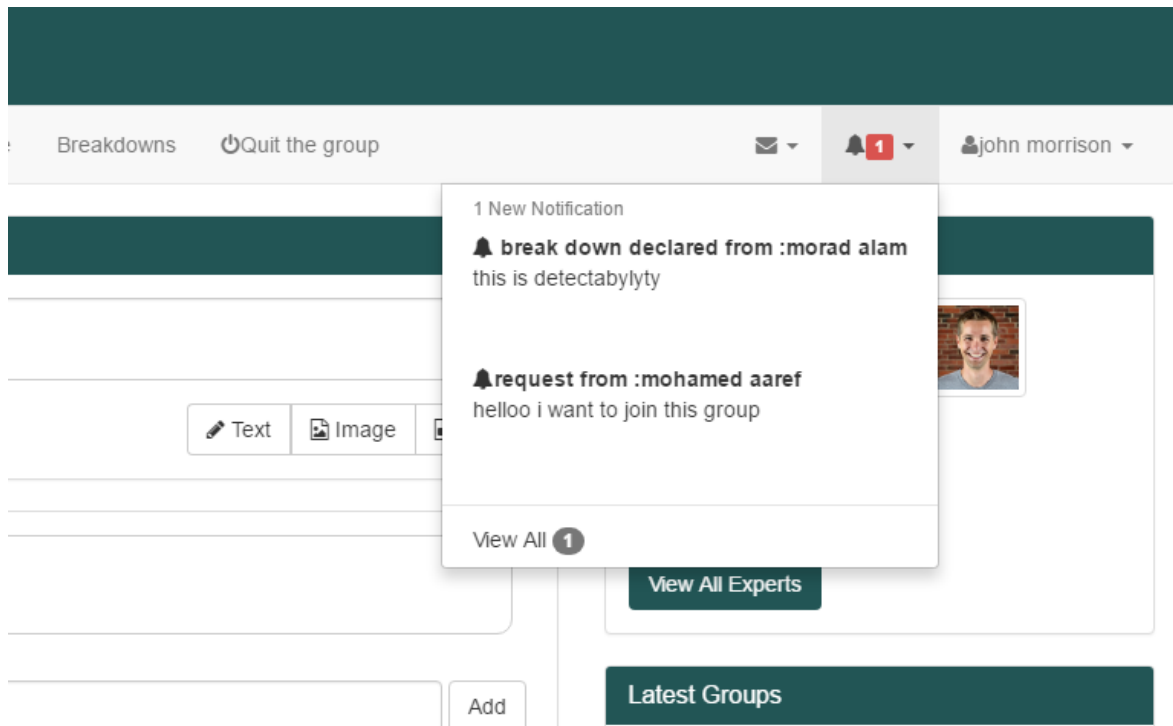 Breakdowns Quit the group 1 john morrison
1 New Notification
break down declared from :morad alam
this is detectabylyty
request from :mohamed aaref
helloo i want to join this group
Text Image
View All 1
View All Experts
Latest Groups
Add